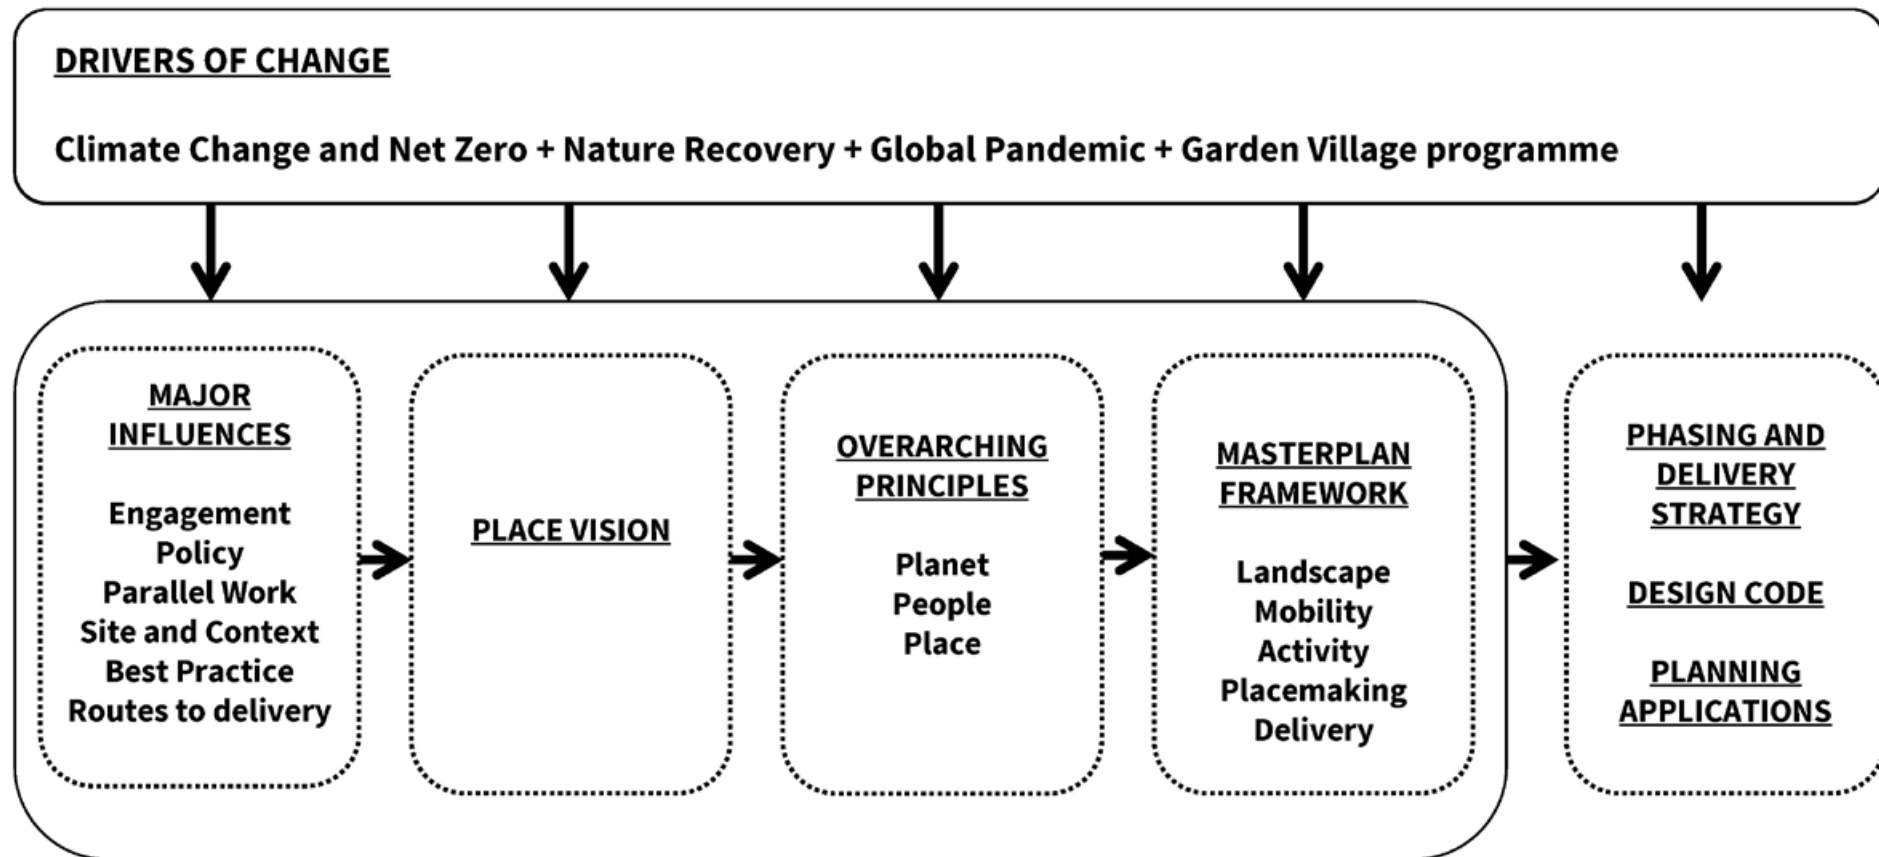 DRIVERS OF CHANGE
Climate Change and Net Zero + Nature Recovery + Global Pandemic + Garden Village programme
MAJOR
INFLUENCES
Engagement
Policy
Parallel Work
Site and Context
Best Practice
Routes to delivery
PLACE VISION
OVERARCHING
PRINCIPLES
Planet
People
Place
MASTERPLAN
FRAMEWORK
Landscape
Mobility
Activity
Placemaking
Delivery
PHASING AND
DELIVERY
STRATEGY
DESIGN CODE
PLANNING
APPLICATIONS